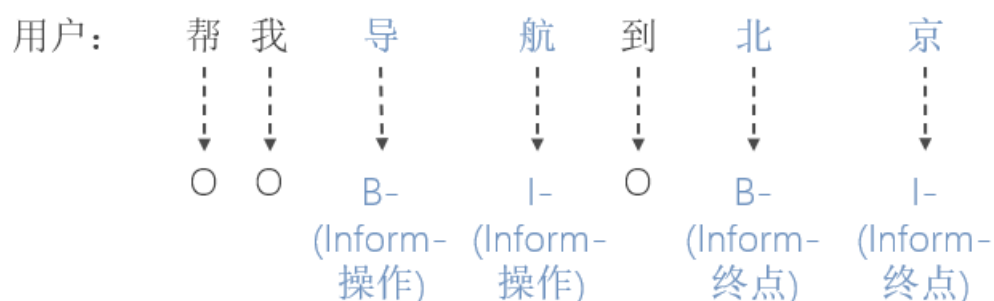 用户： 帮 我 导 航 到 北 京
O O B- I- O B- I-
(Inform- (Inform- (Inform- (Inform-
操作) 操作) 终点) 终点)